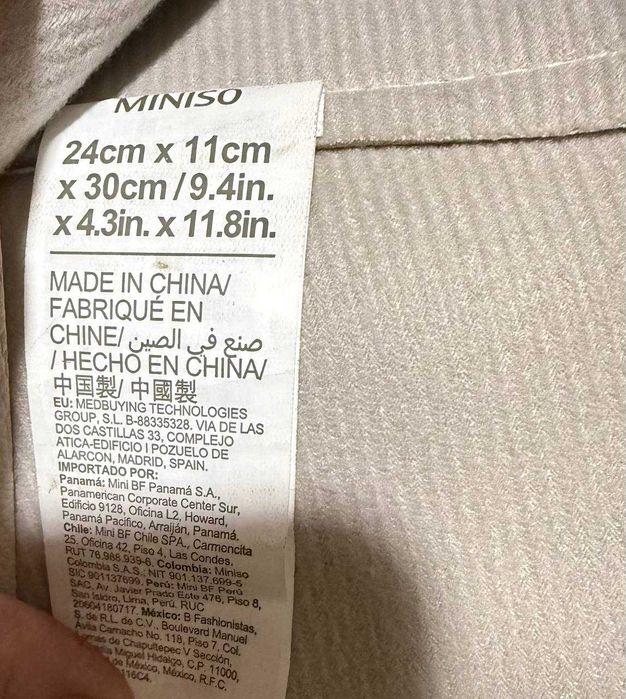 MINISO
24cm x 11cm
x 30cm / 9.4in.
x 4.3in. x 11.8in.
MADE IN CHINA/
FABRIQUÉ EN
CHINE/ صنع في الصين
/ HECHO EN CHINA/
中国製/ 中國製
EU: MEDBUYING TECHNOLOGIES
GROUP, S.L. B-88335328. VIA DE LAS
DOS CASTILLAS 33, COMPLEJO
ATICA-EDIFICIO I POZUELO DE
ALARCON, MADRID, SPAIN.
IMPORTADO POR:
Panamá: Mini BF Panamá S.A.,
Panamerican Corporate Center Sur,
Edificio 9128, Oficina L2, Howard,
Panamá Pacífico, Arraiján, Panamá.
Chile: Mini BF Chile SPA., Carmencita
25. Oficina 42, Piso 4, Las Condes.
RUT 76.988.939-6. Colombia: Miniso
Colombia S.A.S.: NIT 901.137.699-5
SIC 901137699. Perú: Mini BF Perú
SAC. Av. Javier Prado Este 476, Piso 8,
San Isidro, Lima, Perú. RUC
20604180717. México: B Fashionistas,
S. de R.L. de C.V., Boulevard Manuel
Ávila Camacho No. 118, Piso 7, Col.
Lomas de Chapultepec V Sección,
Miguel Hidalgo, C.P. 11000,
de México, México, R.F.C.
116C4.